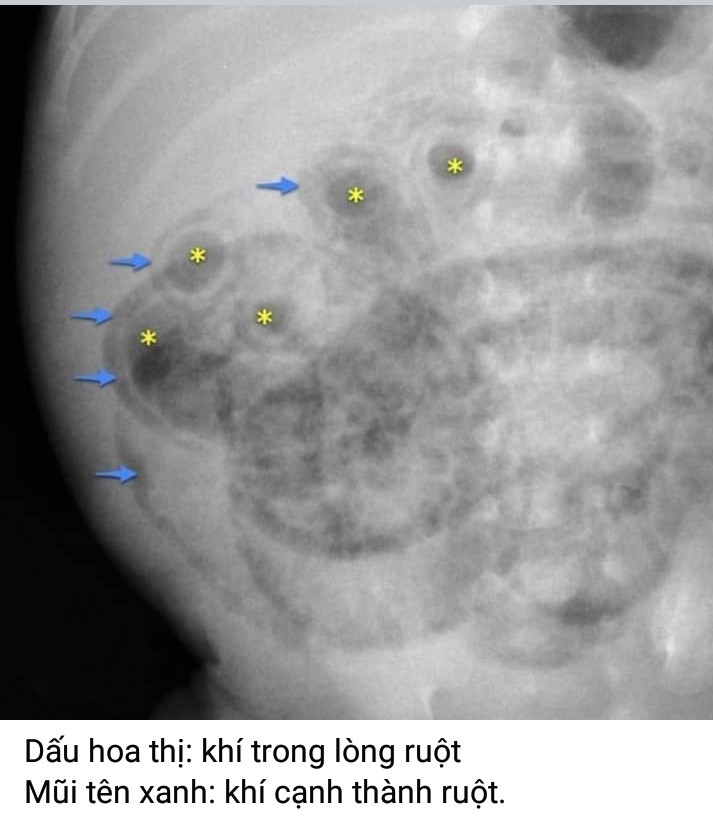 Dấu hoa thị: khí trong lòng ruột
Mũi tên xanh: khí cạnh thành ruột.